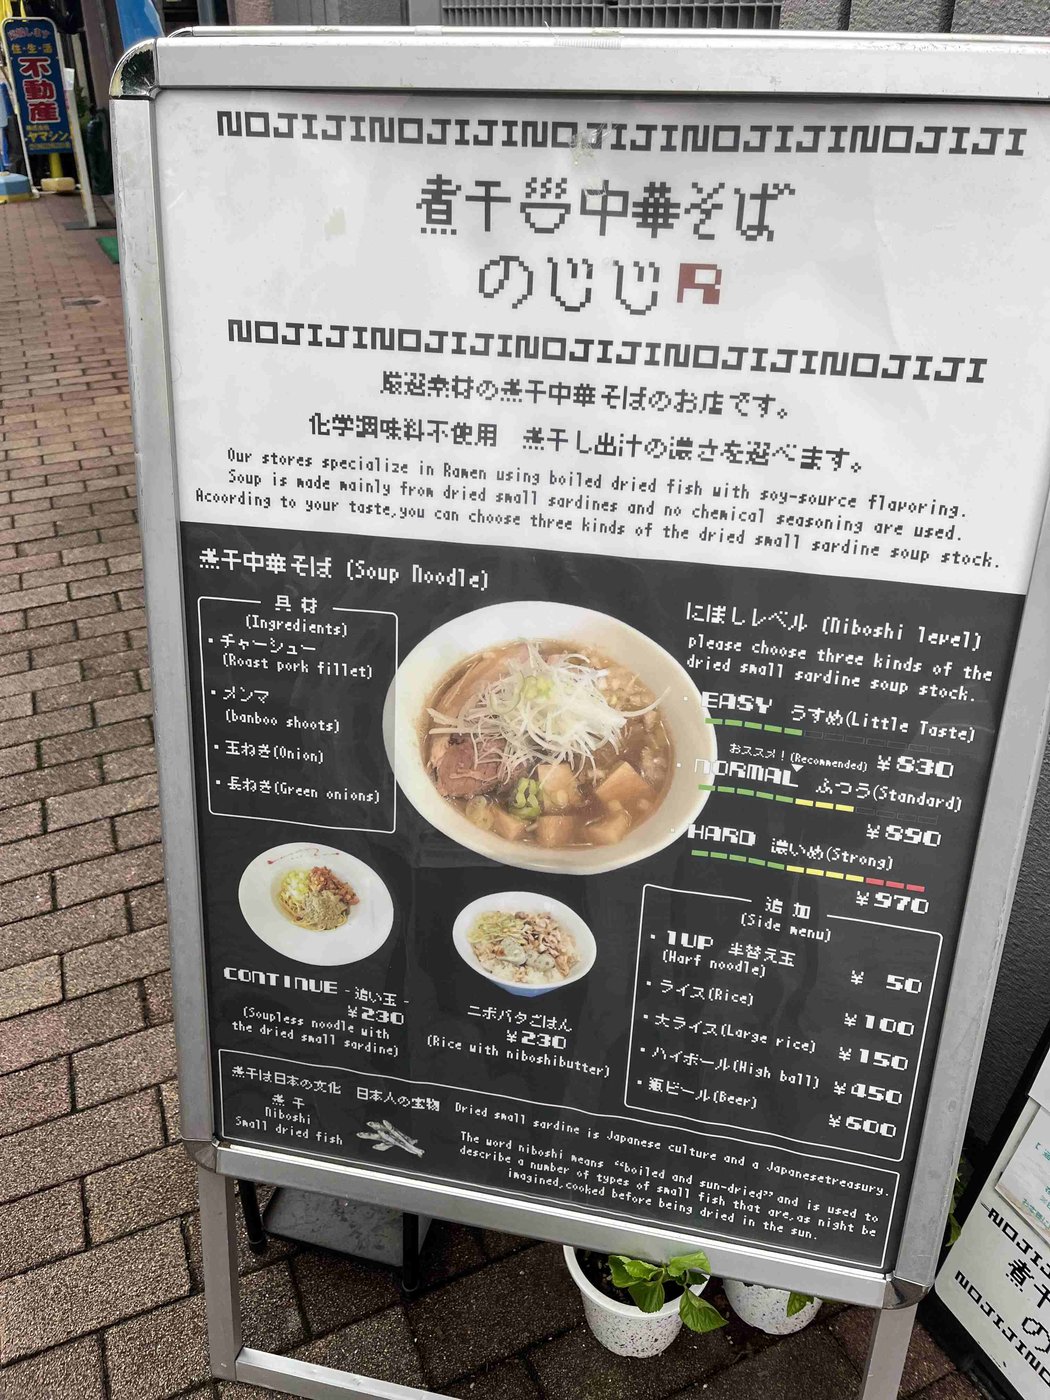 不動産
ヤマシン
NOJIJINOJIJINOJIJINOJIJINOJIJI
煮干中華そば
のじじR
NOJIJINOJIJINOJIJINOJIJINOJIJI
厳選素材の煮干中華そばのお店です。
化学調味料不使用 煮干し出汁の濃さを選べます。
Our stores specialize in Ramen using boiled dried fish with soy-source flavoring.
Soup is made mainly from dried small sardines and no chemical seasoning are used.
Acoording to your taste,you can choose three kinds of the dried small sardine soup stock.
煮干中華そば (Soup Noodle)
具材
(Ingredients)
・チャーシュー
(Roast pork fillet)
・メンマ
(banboo shoots)
・玉ねぎ(Onion)
・長ねぎ(Green onions)
にぼしレベル (Niboshi level)
please choose three kinds of the
dried small sardine soup stock.
・EASY うすめ(Little Taste)
¥830
おススメ！(Recommended)
・NORMAL ふつう(Standard)
¥890
・HARD 濃いめ(Strong)
¥970
CONTINUE -追い玉-
¥230
(Soupless noodle with
the dried small sardine)
ニボバタごはん
¥230
(Rice with niboshibutter)
追加
(Side menu)
・1UP 半替え玉
(Harf noodle) ¥ 50
・ライス(Rice) ¥100
・大ライス(Large rice) ¥150
・ハイボール(High ball) ¥450
・瓶ビール(Beer) ¥600
煮干は日本の文化 日本人の宝物 Dried small sardine is Japanese culture and a Japanesetreasury.
煮干
Niboshi
Small dried fish
The word niboshi means “boiled and sun-dried” and is used to
describe a number of types of small fish that are,as night be
imagined,cooked before being dried in the sun.